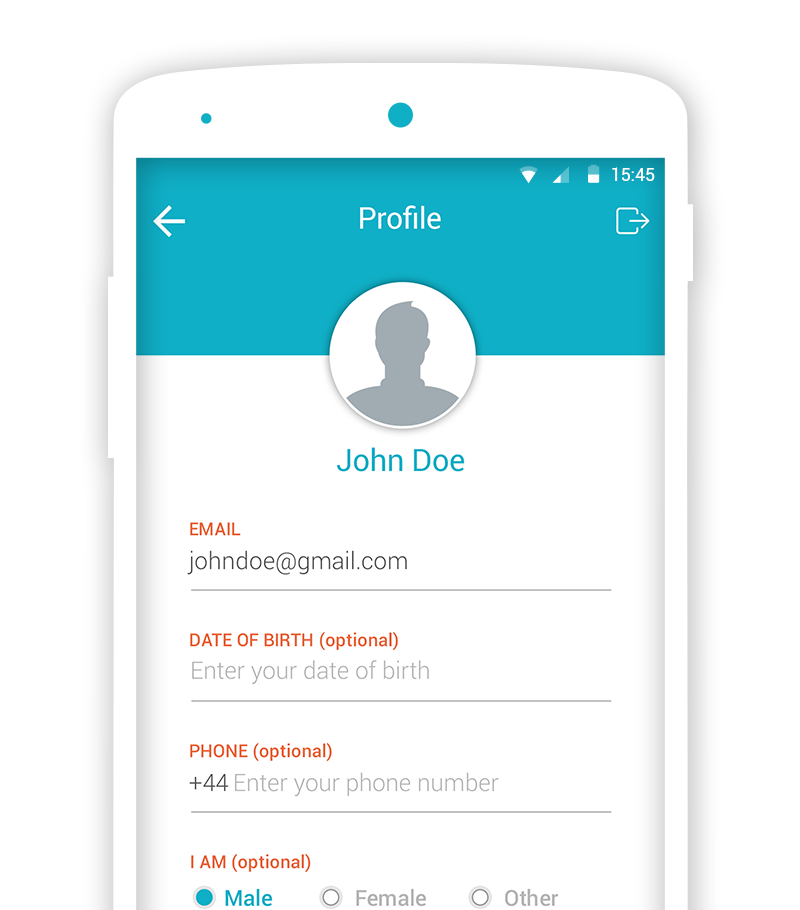 15:45
Profile
John Doe
EMAIL
johndoe@gmail.com
DATE OF BIRTH (optional)
Enter your date of birth
PHONE (optional)
+44 Enter your phone number
I AM (optional)
Male Female Other